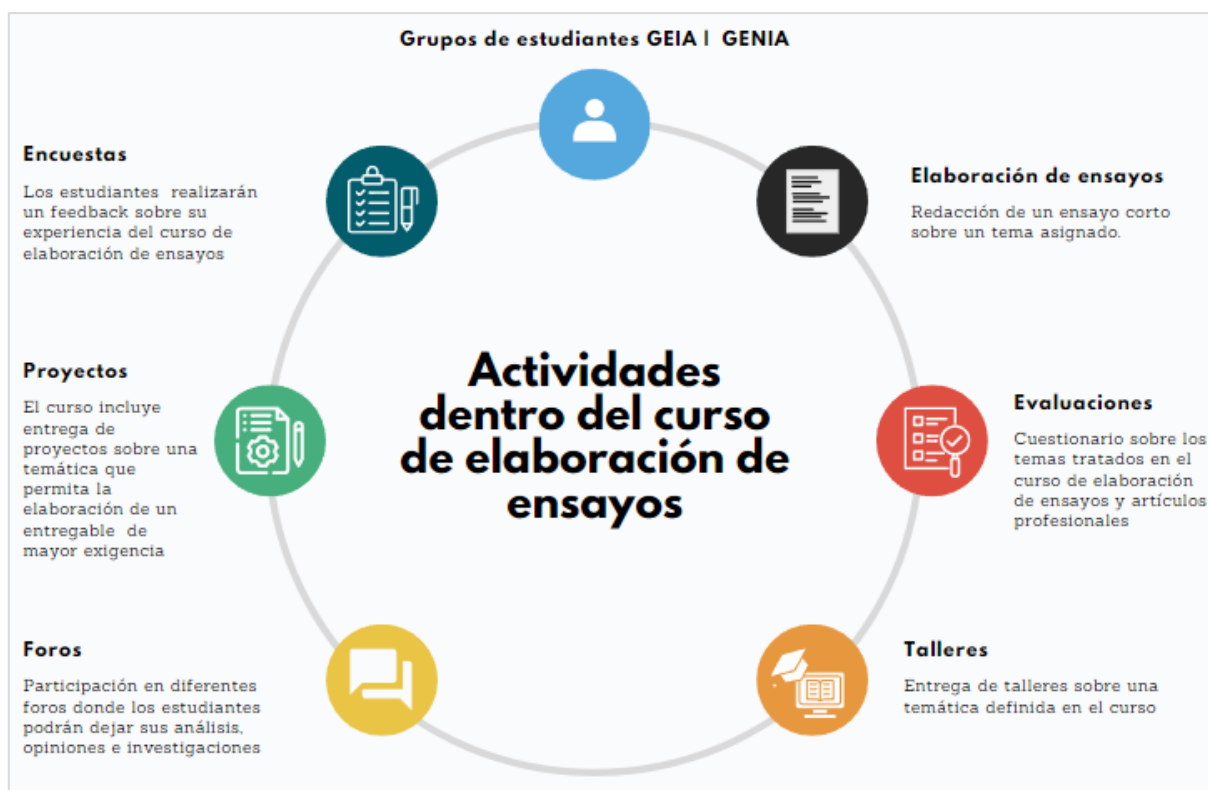 Grupos de estudiantes GEIA | GENIA
Encuestas
Los estudiantes realizarán
un feedback sobre su
experiencia del curso de
elaboración de ensayos
Elaboración de ensayos
Redacción de un ensayo corto
sobre un tema asignado.
Actividades
dentro del curso
de elaboración de
ensayos
Proyectos
El curso incluye
entrega de
proyectos sobre una
temática que
permita la
elaboración de un
entregable de
mayor exigencia
Evaluaciones
Cuestionario sobre los
temas tratados en el
curso de elaboración
de ensayos y artículos
profesionales
Foros
Participación en diferentes
foros donde los estudiantes
podrán dejar sus análisis,
opiniones e investigaciones
Talleres
Entrega de talleres sobre una
temática definida en el curso